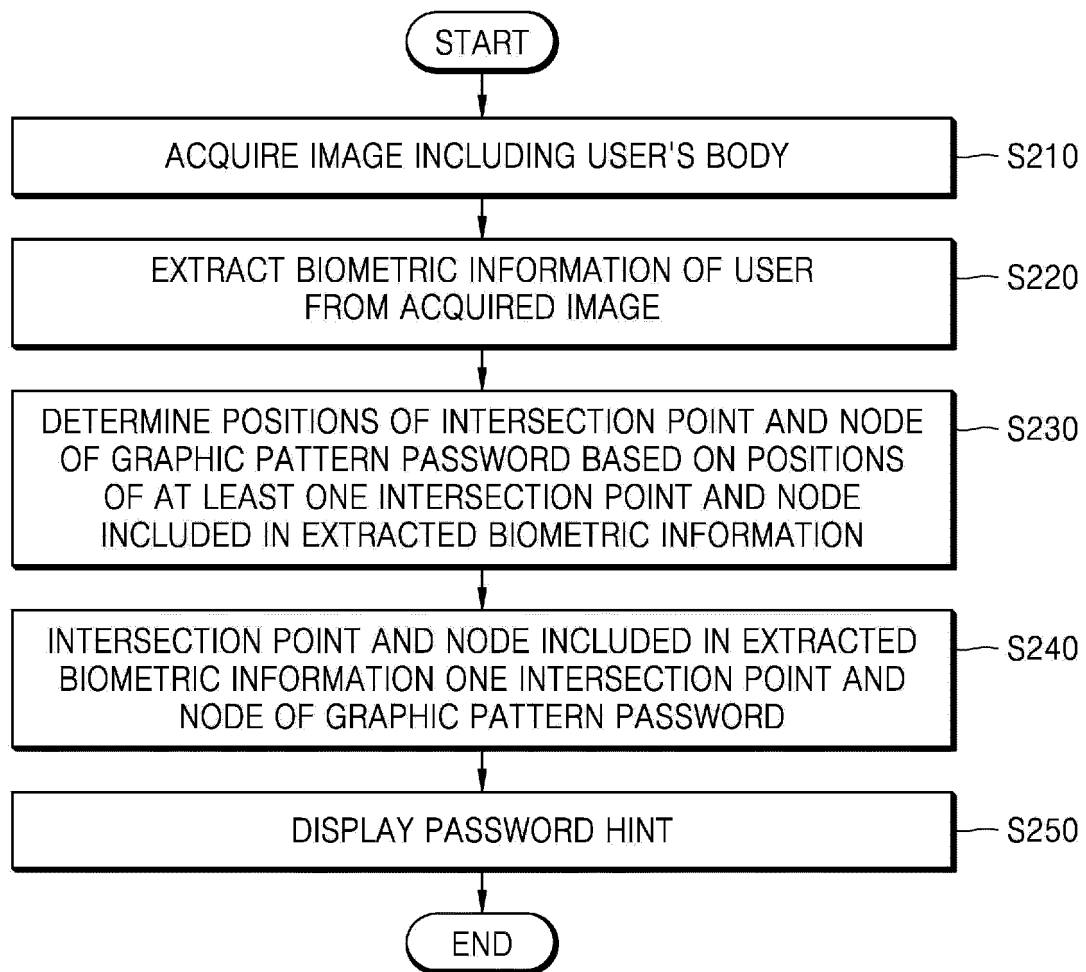 START
ACQUIRE IMAGE INCLUDING USER'S BODY
S210
EXTRACT BIOMETRIC INFORMATION OF USER
FROM ACQUIRED IMAGE
S220
DETERMINE POSITIONS OF INTERSECTION POINT AND NODE
OF GRAPHIC PATTERN PASSWORD BASED ON POSITIONS
OF AT LEAST ONE INTERSECTION POINT AND NODE
INCLUDED IN EXTRACTED BIOMETRIC INFORMATION
S230
INTERSECTION POINT AND NODE INCLUDED IN EXTRACTED
BIOMETRIC INFORMATION ONE INTERSECTION POINT AND
NODE OF GRAPHIC PATTERN PASSWORD
S240
DISPLAY PASSWORD HINT
S250
END